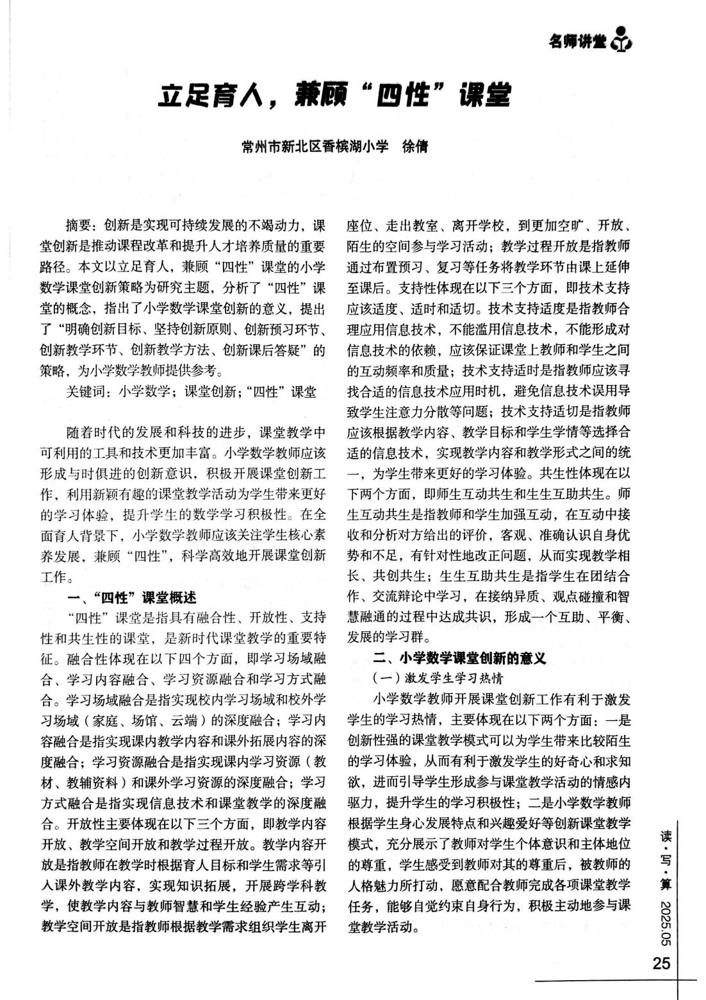 名师讲堂
立足育人，兼顾“四性”课堂
常州市新北区香槟湖小学　徐倩
摘要：创新是实现可持续发展的不竭动力，课
堂创新是推动课程改革和提升人才培养质量的重要
路径。本文以立足育人，兼顾“四性”课堂的小学
数学课堂创新策略为研究主题，分析了“四性”课
堂的概念，指出了小学数学课堂创新的意义，提出
了“明确创新目标、坚持创新原则、创新预习环节、
创新教学环节、创新教学方法、创新课后答疑”的
策略，为小学数学教师提供参考。
关键词：小学数学；课堂创新；“四性”课堂
随着时代的发展和科技的进步，课堂教学中
可利用的工具和技术更加丰富。小学数学教师应该
形成与时俱进的创新意识，积极开展课堂创新工
作，利用新颖有趣的课堂教学活动为学生带来更好
的学习体验，提升学生的数学学习积极性。在全
面育人背景下，小学数学教师应该关注学生核心素
养发展，兼顾“四性”，科学高效地开展课堂创新
工作。
一、“四性”课堂概述
“四性”课堂是指具有融合性、开放性、支持
性和共生性的课堂，是新时代课堂教学的重要特
征。融合性体现在以下四个方面，即学习场域融
合、学习内容融合、学习资源融合和学习方式融
合。学习场域融合是指实现校内学习场域和校外学
习场域（家庭、场馆、云端）的深度融合；学习内
容融合是指实现课内教学内容和课外拓展内容的深
度融合；学习资源融合是指实现课内学习资源（教
材、教辅资料）和课外学习资源的深度融合；学习
方式融合是指实现信息技术和课堂教学的深度融
合。开放性主要体现在以下三个方面，即教学内容
开放、教学空间开放和教学过程开放。教学内容开
放是指教师在教学时根据育人目标和学生需求等引
入课外教学内容，实现知识拓展，开展跨学科教
学，使教学内容与教师智慧和学生经验产生互动；
教学空间开放是指教师根据教学需求组织学生离开
座位、走出教室、离开学校，到更加空旷、开放、
陌生的空间参与学习活动；教学过程开放是指教师
通过布置预习、复习等任务将教学环节由课上延伸
至课后。支持性体现在以下三个方面，即技术支持
应该适度、适时和适切。技术支持适度是指教师合
理应用信息技术，不能滥用信息技术，不能形成对
信息技术的依赖，应该保证课堂上教师和学生之间
的互动频率和质量；技术支持适时是指教师应该寻
找合适的信息技术应用时机，避免信息技术误用导
致学生注意力分散等问题；技术支持适切是指教师
应该根据教学内容、教学目标和学生学情等选择合
适的信息技术，实现教学内容和教学形式之间的统
一，为学生带来更好的学习体验。共生性体现在以
下两个方面，即师生互动共生和生生互助共生。师
生互动共生是指教师和学生加强互动，在互动中接
收和分析对方给出的评价，客观、准确认识自身优
势和不足，有针对性地改正问题，从而实现教学相
长、共创共生；生生互助共生是指学生在团结合
作、交流辩论中学习，在接纳异质、观点碰撞和智
慧融通的过程中达成共识，形成一个互助、平衡、
发展的学习群。
二、小学数学课堂创新的意义
（一）激发学生学习热情
小学数学教师开展课堂创新工作有利于激发
学生的学习热情，主要体现在以下两个方面：一是
创新性强的课堂教学模式可以为学生带来比较陌生
的学习体验，从而有利于激发学生的好奇心和求知
欲，进而引导学生形成参与课堂教学活动的情感内
驱力，提升学生的学习积极性；二是小学数学教师
根据学生身心发展特点和兴趣爱好等创新课堂教学
模式，充分展示了教师对学生个体意识和主体地位
的尊重，学生感受到教师对其的尊重后，被教师的
人格魅力所打动，愿意配合教师完成各项课堂教学
任务，能够自觉约束自身行为，积极主动地参与课
堂教学活动。
读·写·算　2025.05
25